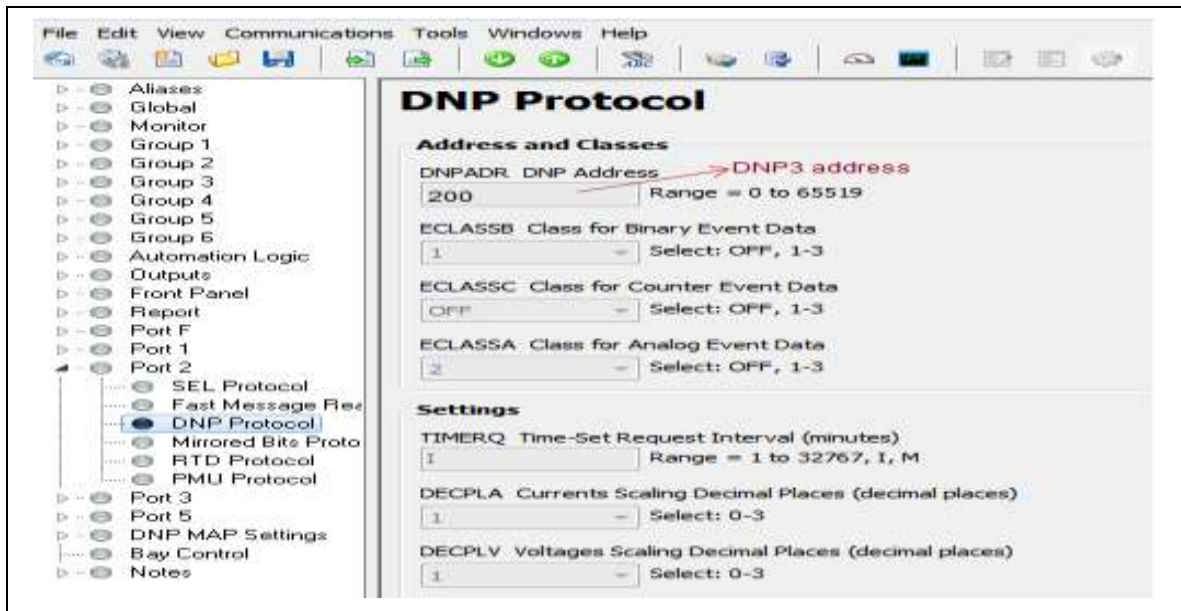 File Edit View Communications Tools Windows Help
Aliases
Global
Monitor
Group 1
Group 2
Group 3
Group 4
Group 5
Group 6
Automation Logic
Outputs
Front Panel
Report
Port F
Port 1
Port 2
SEL Protocol
Fast Message Rea
DNP Protocol
Mirrored Bits Proto
RTD Protocol
PMU Protocol
Port 3
Port 5
DNP MAP Settings
Bay Control
Notes
DNP Protocol
Address and Classes
DNPADR DNP Address
DNP3 address
200 Range = 0 to 65519
ECLASSB Class for Binary Event Data
1 Select: OFF, 1-3
ECLASSC Class for Counter Event Data
OFF Select: OFF, 1-3
ECLASSA Class for Analog Event Data
2 Select: OFF, 1-3
Settings
TIMERQ Time-Set Request Interval (minutes)
I Range = 1 to 32767, I, M
DECPLA Currents Scaling Decimal Places (decimal places)
1 Select: 0-3
DECPLV Voltages Scaling Decimal Places (decimal places)
1 Select: 0-3